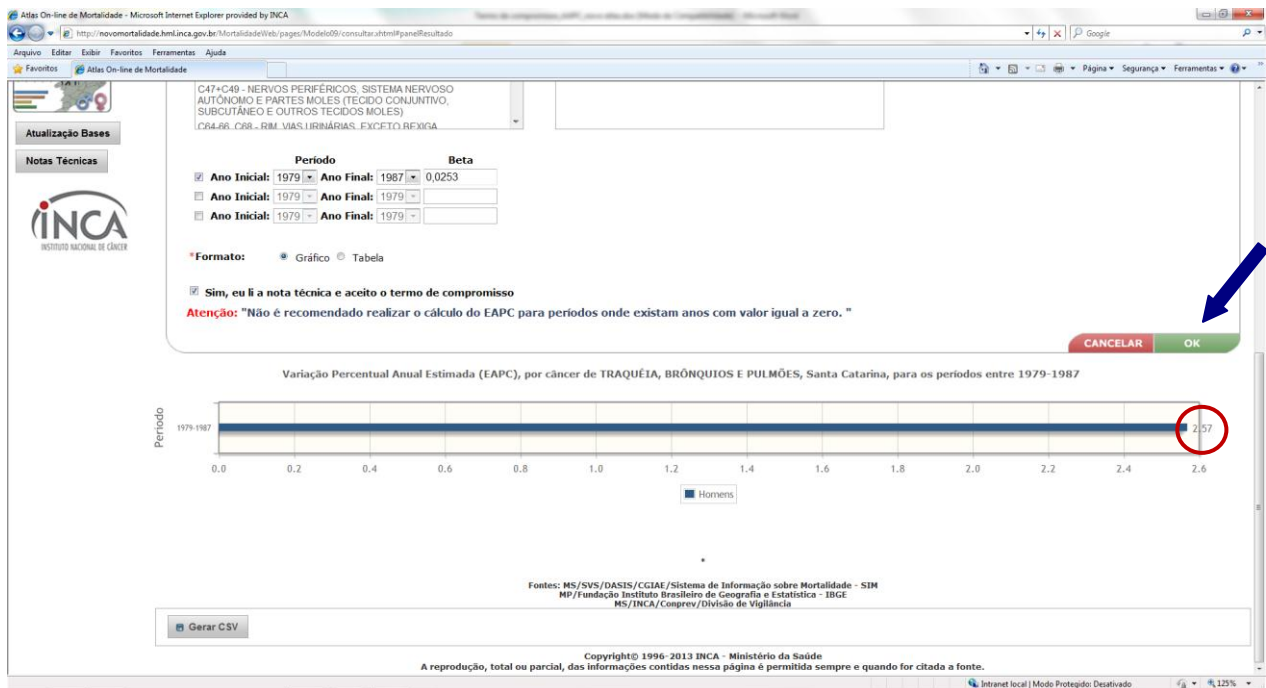 Atlas On-line de Mortalidade - Microsoft Internet Explorer provided by INCA
http://novomortalidade.hml.inca.gov.br/MortalidadeWeb/pages/Modelo09/consultar.xhtml#panelResultado
Google
Arquivo Editar Exibir Favoritos Ferramentas Ajuda
Favoritos Atlas On-line de Mortalidade
Página Segurança Ferramentas
C47+C49 - NERVOS PERIFÉRICOS, SISTEMA NERVOSO
AUTÔNOMO E PARTES MOLES (TECIDO CONJUNTIVO,
SUBCUTÂNEO E OUTROS TECIDOS MOLES)
C64-66, C68 - RIM, VIAS URINÁRIAS, EXCETO BEXIGA
Atualização Bases
Notas Técnicas
INCA
INSTITUTO NACIONAL DE CÂNCER
Período Beta
Ano Inicial: 1979 Ano Final: 1987 0,0253
Ano Inicial: 1979 Ano Final: 1979
Ano Inicial: 1979 Ano Final: 1979
*Formato: Gráfico Tabela
Sim, eu li a nota técnica e aceito o termo de compromisso
Atenção: "Não é recomendado realizar o cálculo do EAPC para períodos onde existam anos com valor igual a zero. "
CANCELAR OK
Variação Percentual Anual Estimada (EAPC), por câncer de TRAQUÉIA, BRÔNQUIOS E PULMÕES, Santa Catarina, para os períodos entre 1979-1987
Período
1979-1987
2.57
0.0 0.2 0.4 0.6 0.8 1.0 1.2 1.4 1.6 1.8 2.0 2.2 2.4 2.6
Homens
*
Fontes: MS/SVS/DASIS/CGIAE/Sistema de Informação sobre Mortalidade - SIM
MP/Fundação Instituto Brasileiro de Geografia e Estatística - IBGE
MS/INCA/Conprev/Divisão de Vigilância
Gerar CSV
Copyright© 1996-2013 INCA - Ministério da Saúde
A reprodução, total ou parcial, das informações contidas nessa página é permitida sempre e quando for citada a fonte.
Intranet local | Modo Protegido: Desativado
125%